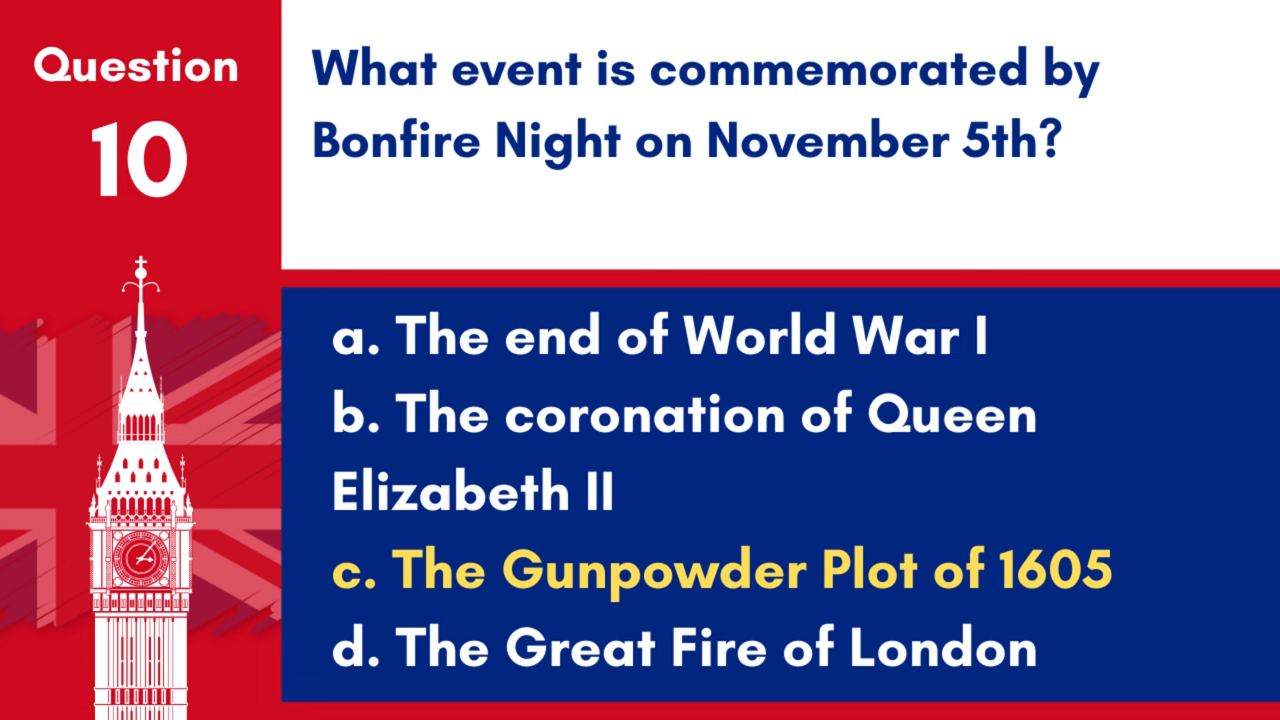 Question
10
What event is commemorated by
Bonfire Night on November 5th?
a. The end of World War I
b. The coronation of Queen
Elizabeth II
c. The Gunpowder Plot of 1605
d. The Great Fire of London